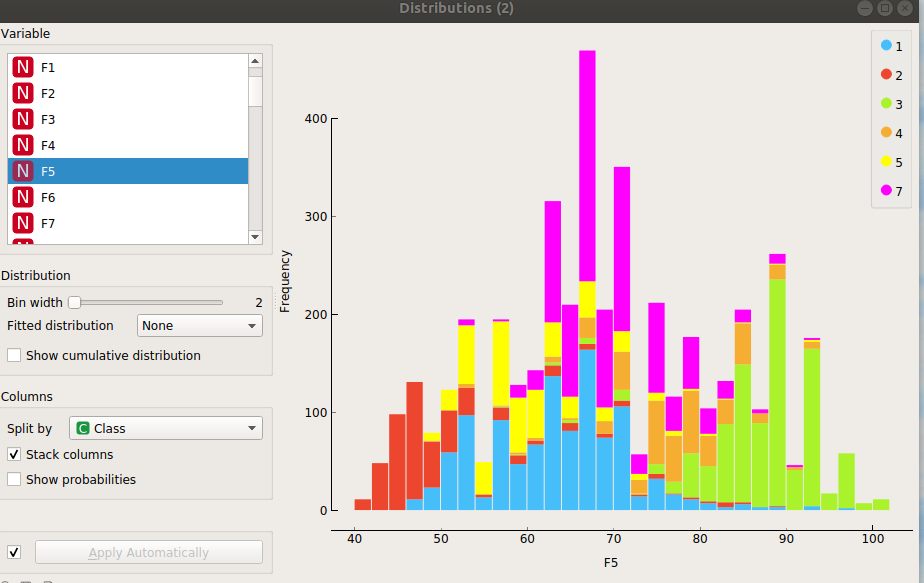 Distributions (2)
Variable
N F1
N F2
N F3
N F4
N F5
N F6
N F7
Distribution
Bin width 2
Fitted distribution None
Show cumulative distribution
Columns
Split by C Class
Stack columns
Show probabilities
Apply Automatically
Frequency
400
300
200
100
0
40 50 60 70 80 90 100
F5
1
2
3
4
5
7